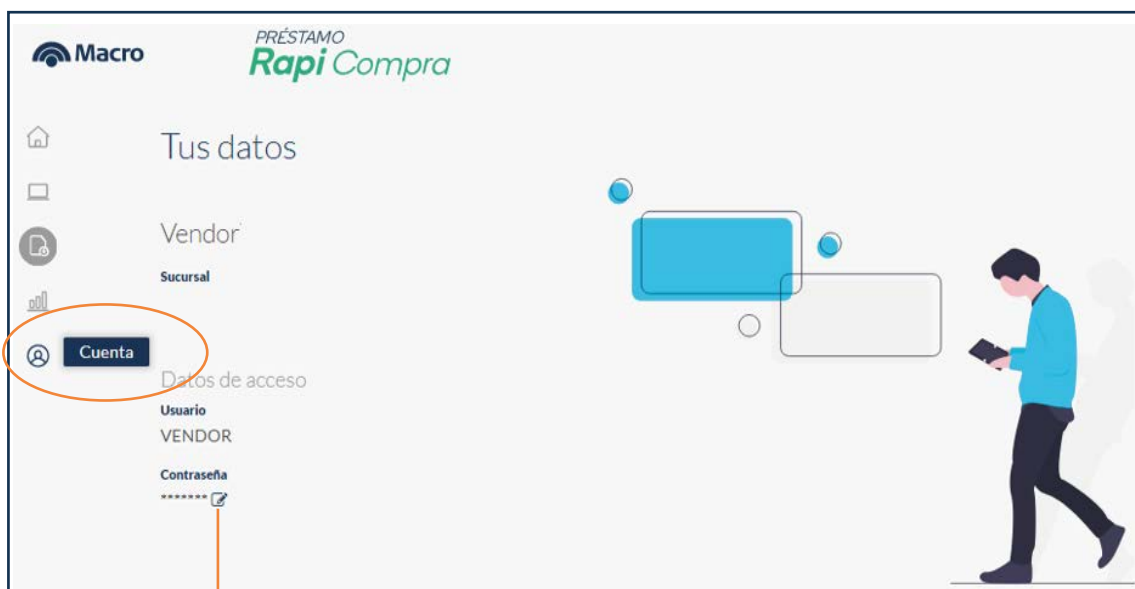 Macro
PRÉSTAMO
Rapi Compra
Tus datos
Vendor
Sucursal
Cuenta
Datos de acceso
Usuario
VENDOR
Contraseña
*******